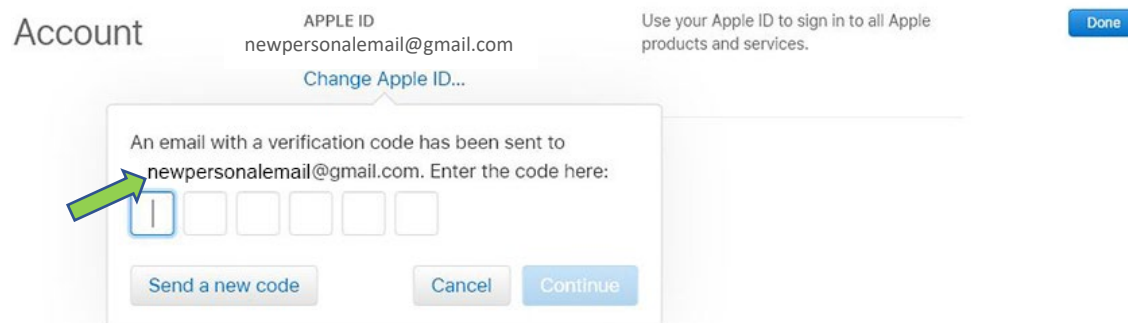 Account
APPLE ID
newpersonalemail@gmail.com
Change Apple ID...
Use your Apple ID to sign in to all Apple
products and services.
Done
An email with a verification code has been sent to
newpersonalemail@gmail.com. Enter the code here:
Send a new code
Cancel
Continue